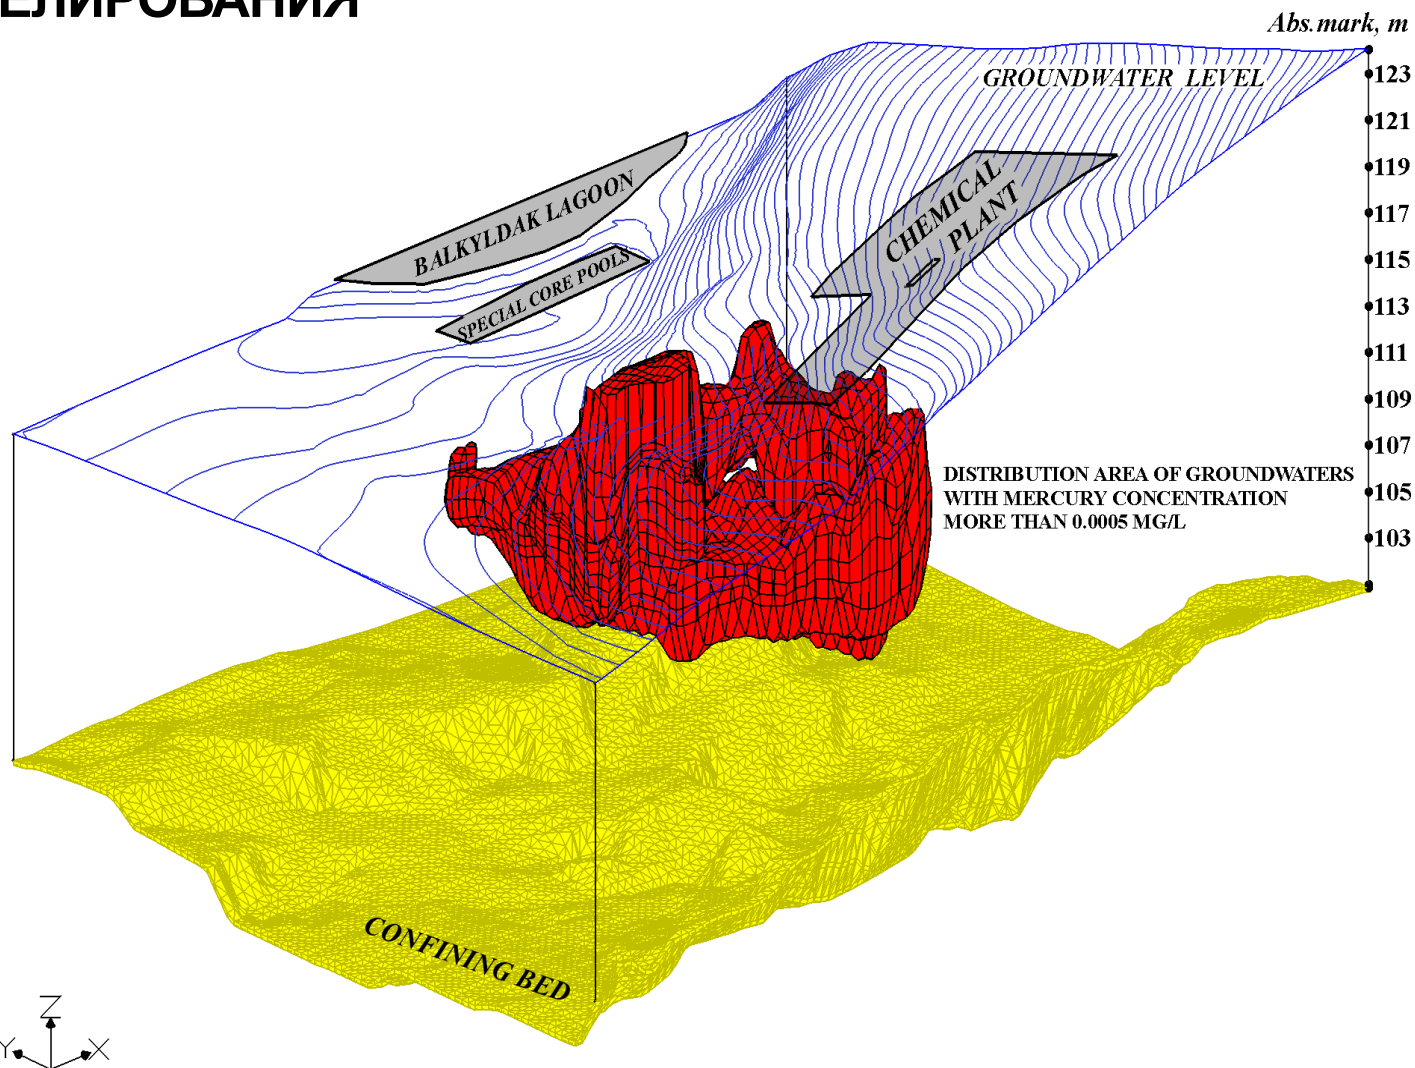 ЕЛИРОВАНИЯ
Abs.mark, m
GROUNDWATER LEVEL
123
121
119
117
115
113
111
109
107
105
103
BALKYLDAK LAGOON
SPECIAL CORE POOLS
CHEMICAL
PLANT
DISTRIBUTION AREA OF GROUNDWATERS
WITH MERCURY CONCENTRATION
MORE THAN 0.0005 MG/L
CONFINING BED
Z
Y
X